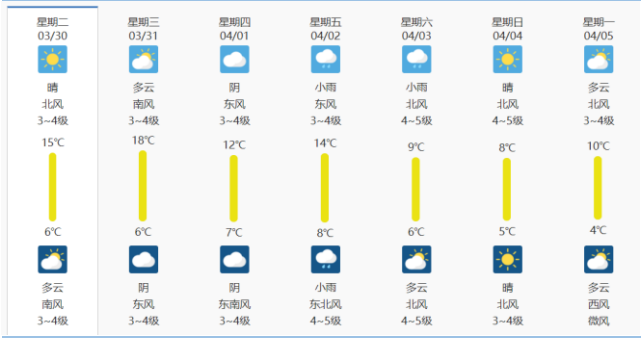 星期二 星期三 星期四 星期五 星期六 星期日 星期一
03/30 03/31 04/01 04/02 04/03 04/04 04/05
晴 多云 阴 小雨 小雨 晴 多云
北风 南风 东风 东风 北风 北风 北风
3~4级 3~4级 3~4级 3~4级 4~5级 4~5级 3~4级
15℃ 18℃ 12℃ 14℃ 9℃ 8℃ 10℃
6℃ 6℃ 7℃ 8℃ 6℃ 5℃ 4℃
多云 阴 阴 小雨 多云 晴 多云
南风 东风 东南风 东北风 北风 北风 西风
3~4级 3~4级 3~4级 4~5级 4~5级 3~4级 微风